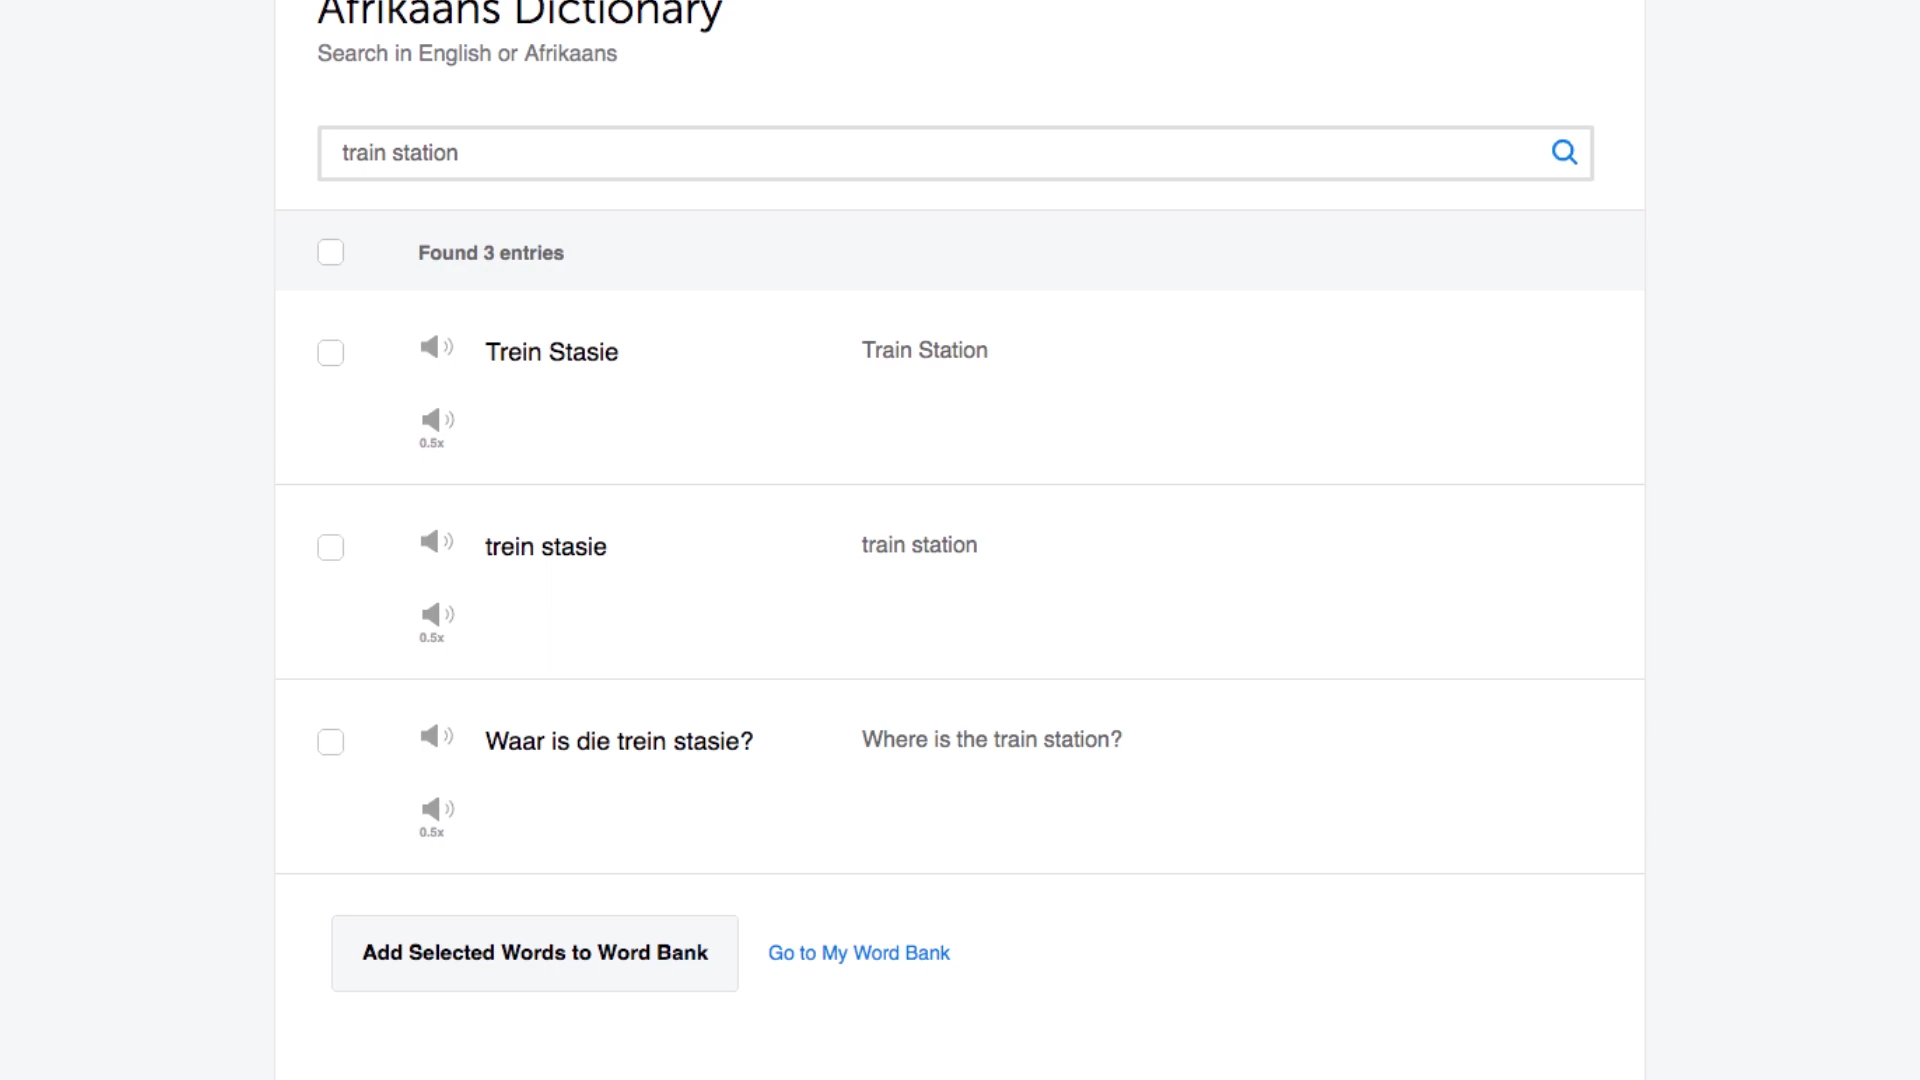 Afrikaans Dictionary
Search in English or Afrikaans
train station
Found 3 entries
Trein Stasie Train Station
0.5x
trein stasie train station
0.5x
Waar is die trein stasie? Where is the train station?
0.5x
Add Selected Words to Word Bank Go to My Word Bank